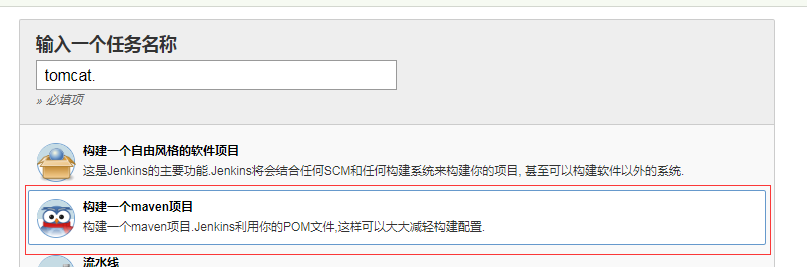 输入一个任务名称
tomcat.
» 必填项
构建一个自由风格的软件项目
这是Jenkins的主要功能.Jenkins将会结合任何SCM和任何构建系统来构建你的项目, 甚至可以构建软件以外的系统.
构建一个maven项目
构建一个maven项目.Jenkins利用你的POM文件,这样可以大大减轻构建配置.
流水线